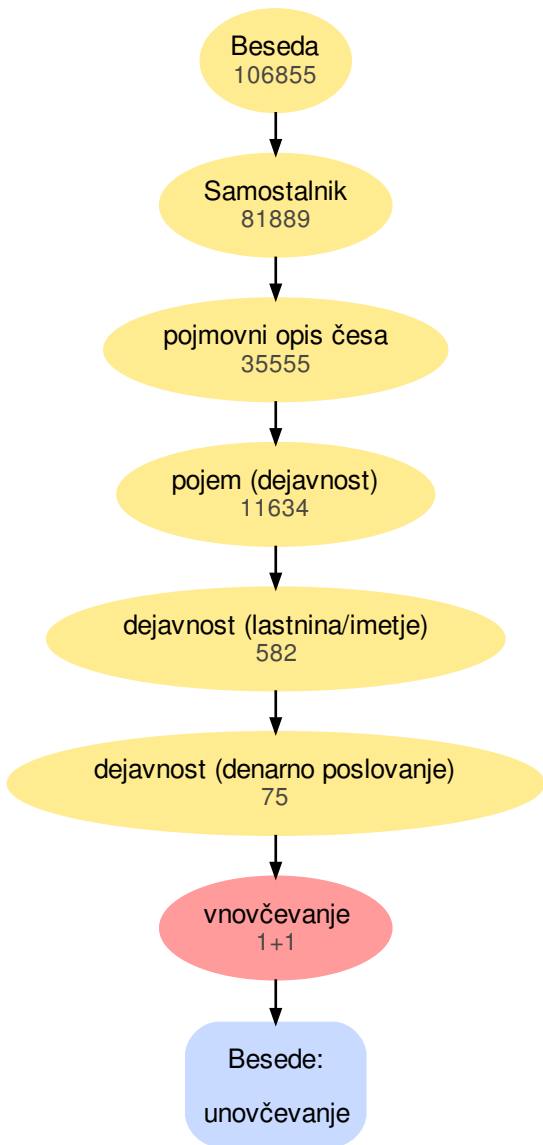 Beseda
106855
Samostalnik
81889
pojmovni opis česa
35555
pojem (dejavnost)
11634
dejavnost (lastnina/imetje)
582
dejavnost (denarno poslovanje)
75
vnovčevanje
1+1
Besede:
unovčevanje